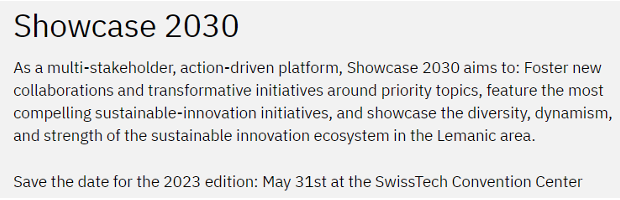 Showcase 2030
As a multi-stakeholder, action-driven platform, Showcase 2030 aims to: Foster new
collaborations and transformative initiatives around priority topics, feature the most
compelling sustainable-innovation initiatives, and showcase the diversity, dynamism,
and strength of the sustainable innovation ecosystem in the Lemanic area.
Save the date for the 2023 edition: May 31st at the SwissTech Convention Center